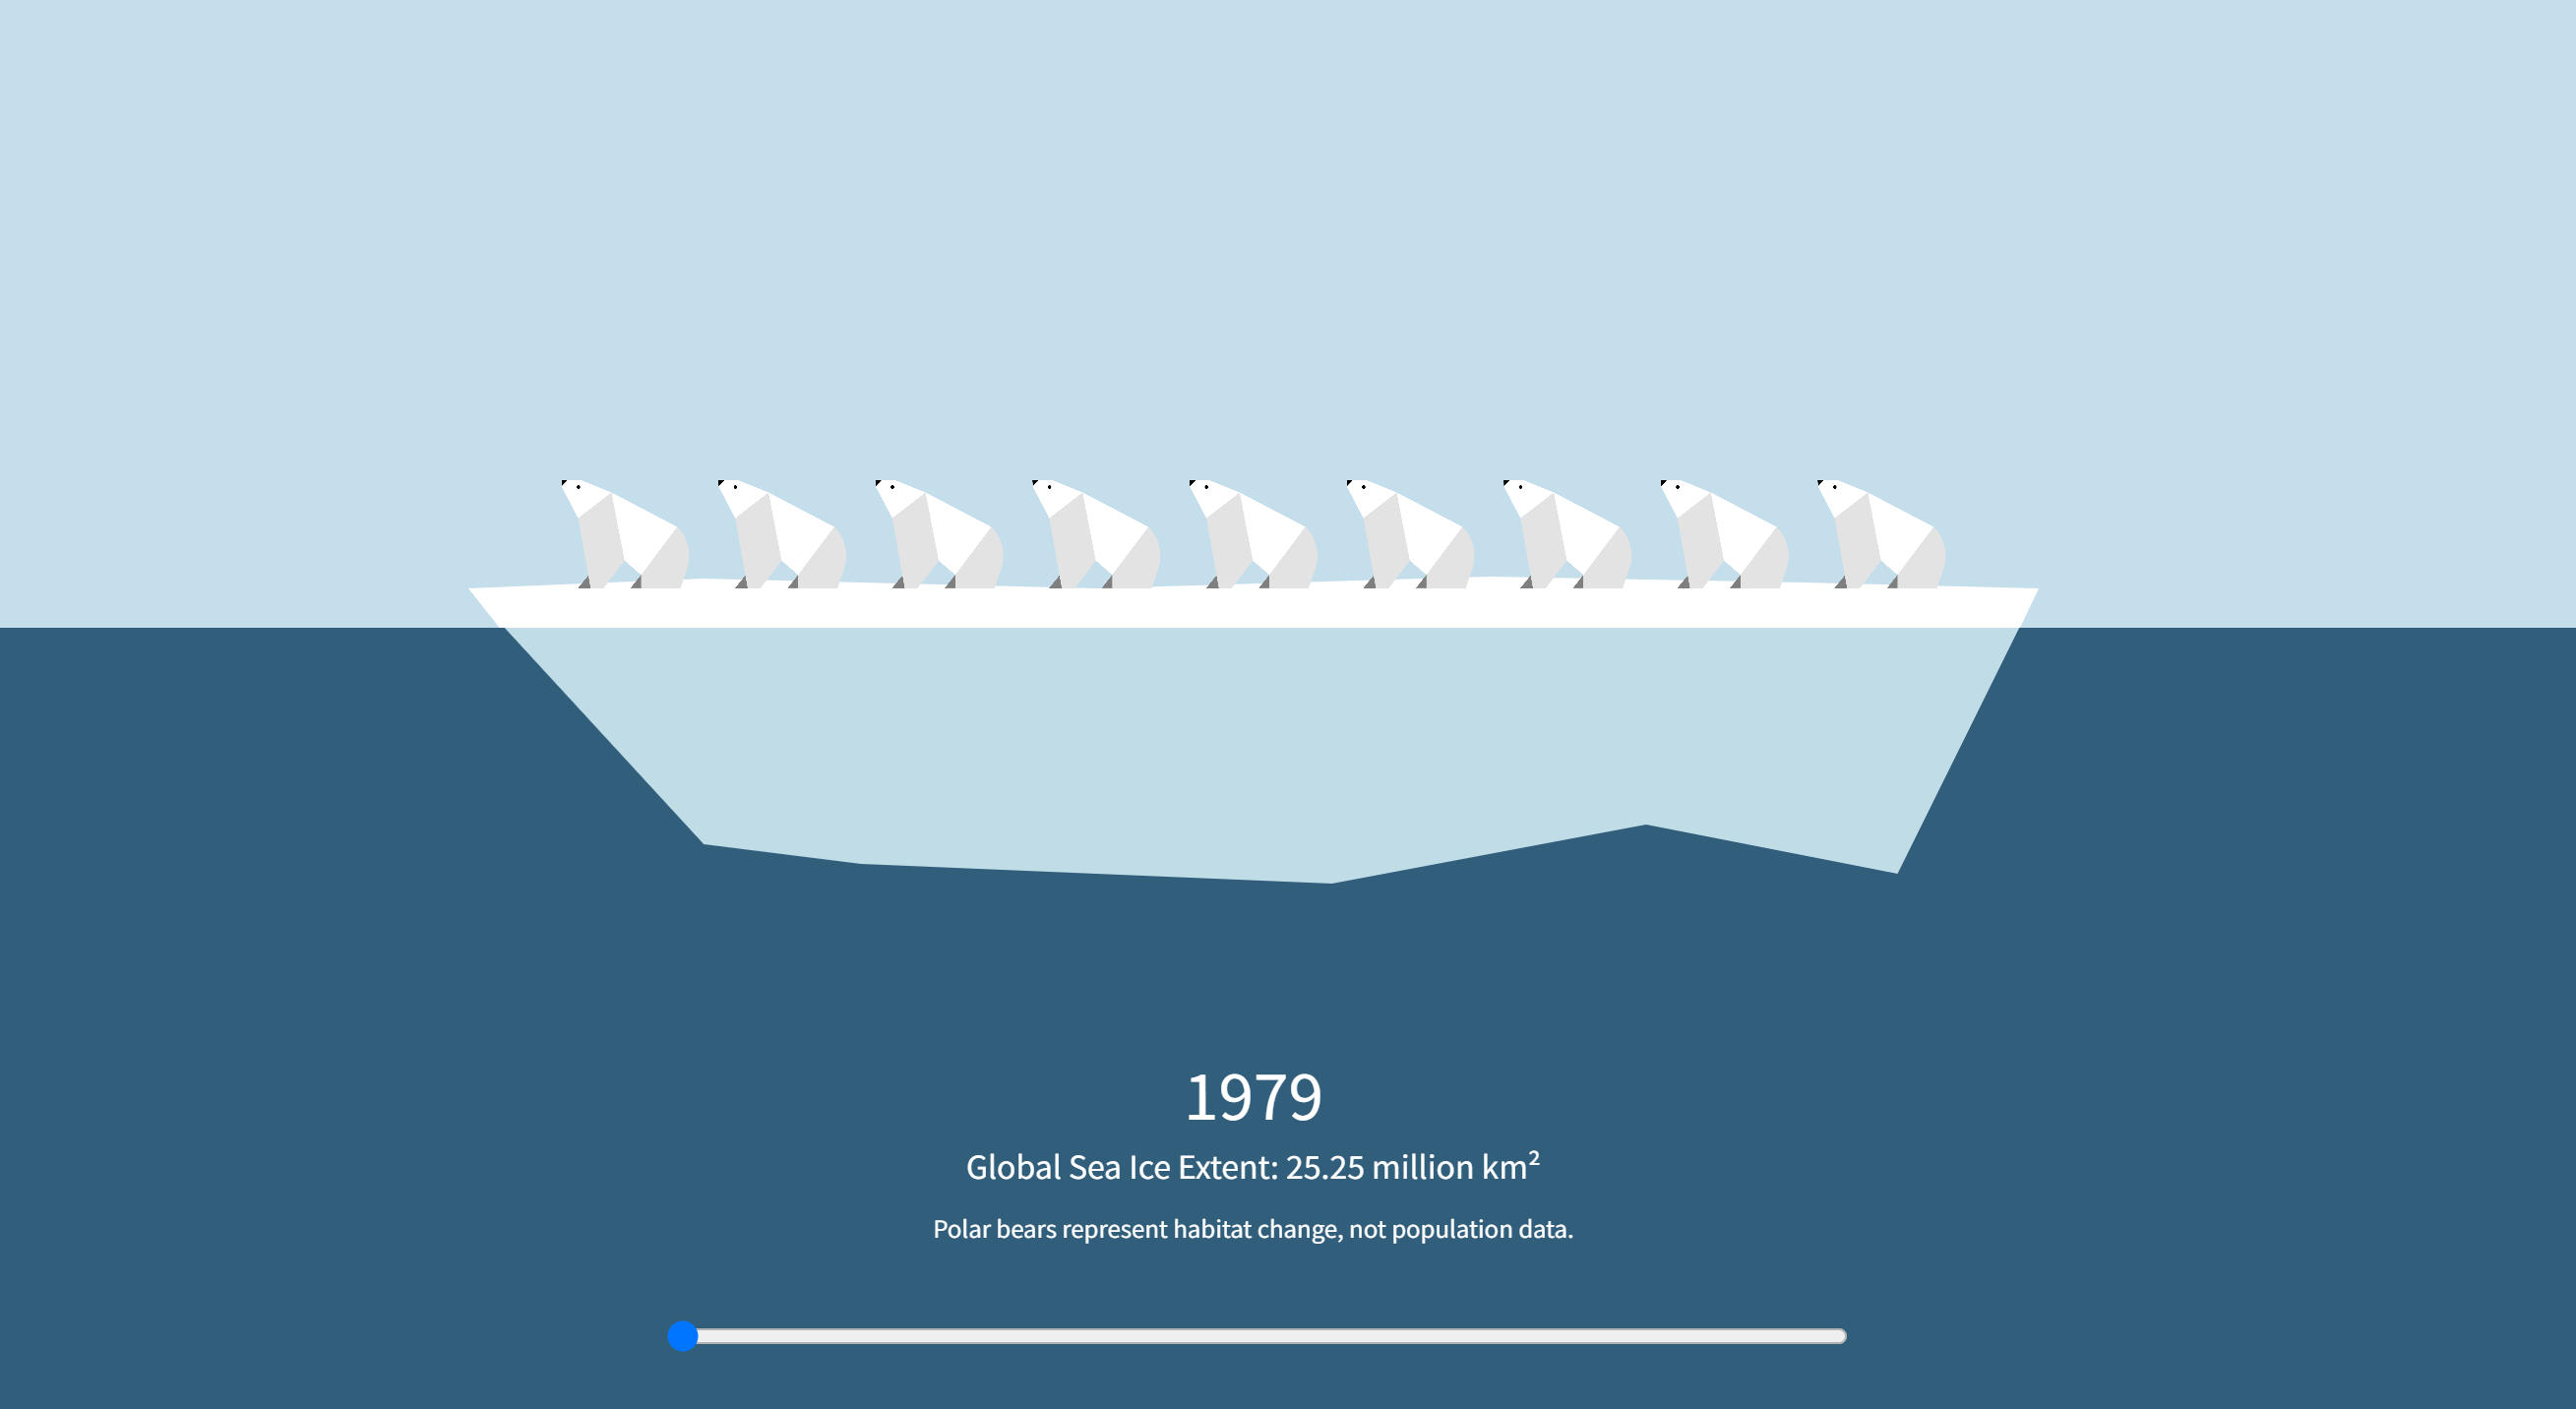 1979
Global Sea Ice Extent: 25.25 million km²
Polar bears represent habitat change, not population data.